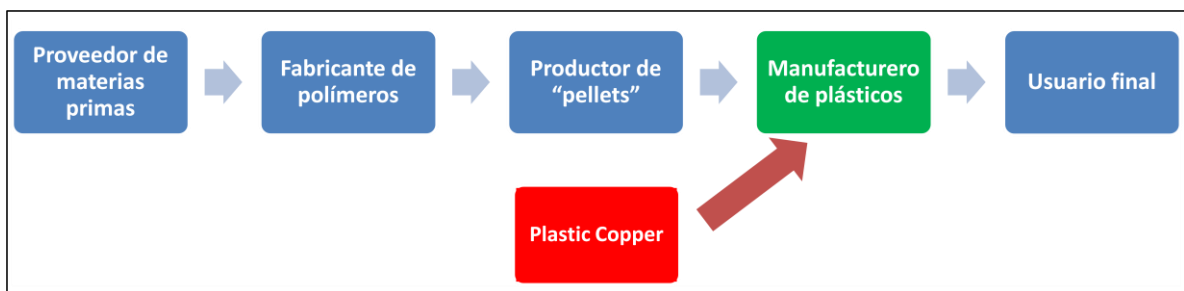 Proveedor de
materias
primas
Fabricante de
polímeros
Productor de
“pellets”
Manufacturero
de plásticos
Usuario final
Plastic Copper